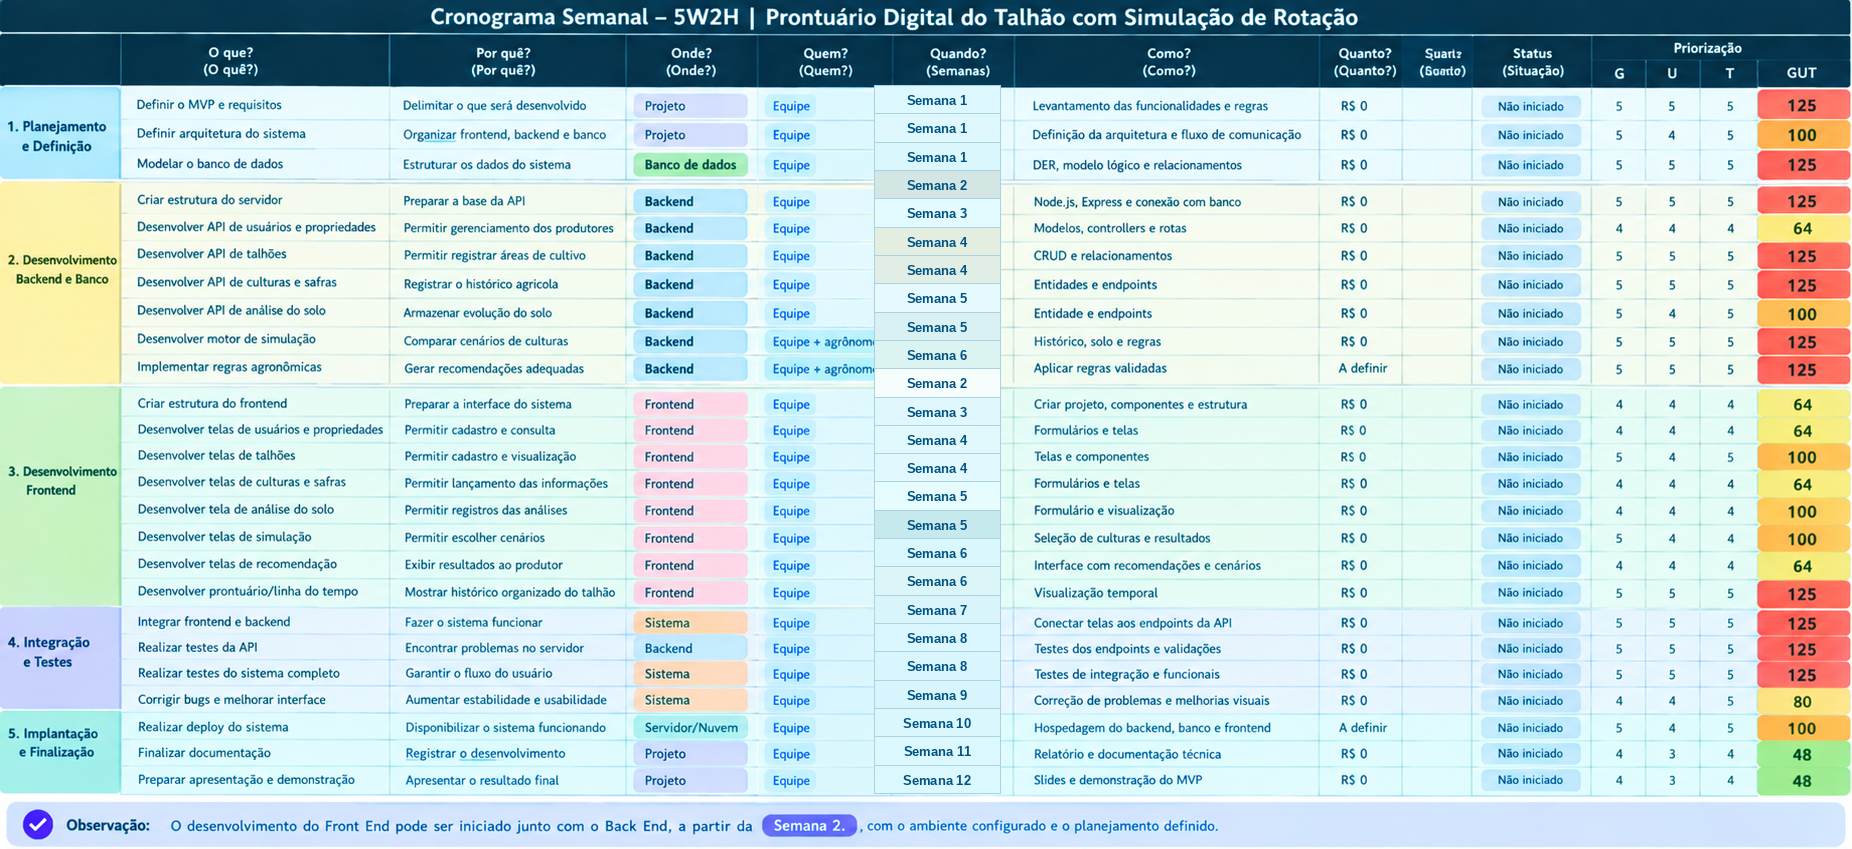 Cronograma Semanal – 5W2H | Prontuário Digital do Talhão com Simulação de Rotação
O que? (O quê?) Por quê? (Por quê?) Onde? (Onde?) Quem? (Quem?) Quando? (Semanas) Como? (Como?) Quanto? (Quanto?) Status (Situação) Priorização G U T GUT
1. Planejamento e Definição
Definir o MVP e requisitos Delimitar o que será desenvolvido Projeto Equipe Semana 1 Levantamento das funcionalidades e regras R$ 0 Não iniciado 5 5 5 125
Definir arquitetura do sistema Organizar frontend, backend e banco Projeto Equipe Semana 1 Definição da arquitetura e fluxo de comunicação R$ 0 Não iniciado 5 4 5 100
Modelar o banco de dados Estruturar os dados do sistema Banco de dados Equipe Semana 1 DER, modelo lógico e relacionamentos R$ 0 Não iniciado 5 5 5 125
2. Desenvolvimento Backend e Banco
Criar estrutura do servidor Preparar a base da API Backend Equipe Semana 2 Node.js, Express e conexão com banco R$ 0 Não iniciado 5 5 5 125
Desenvolver API de usuários e propriedades Permitir gerenciamento dos produtores Backend Equipe Semana 3 Modelos, controllers e rotas R$ 0 Não iniciado 4 4 4 64
Desenvolver API de talhões Permitir registrar áreas de cultivo Backend Equipe Semana 4 CRUD e relacionamentos R$ 0 Não iniciado 5 5 5 125
Desenvolver API de culturas e safras Registrar o histórico agricola Backend Equipe Semana 4 Entidades e endpoints R$ 0 Não iniciado 5 5 5 125
Desenvolver API de análise do solo Armazenar evolução do solo Backend Equipe Semana 5 Entidade e endpoints R$ 0 Não iniciado 5 4 5 100
Desenvolver motor de simulação Comparar cenários de culturas Backend Equipe + agrônom Semana 5 Histórico, solo e regras R$ 0 Não iniciado 5 5 5 125
Implementar regras agronômicas Gerar recomendações adequadas Backend Equipe + agrônom Semana 6 Aplicar regras validadas A definir Não iniciado 5 5 5 125
3. Desenvolvimento Frontend
Criar estrutura do frontend Preparar a interface do sistema Frontend Equipe Semana 2 Criar projeto, componentes e estrutura R$ 0 Não iniciado 4 4 4 64
Desenvolver telas de usuários e propriedades Permitir cadastro e consulta Frontend Equipe Semana 3 Formulários e telas R$ 0 Não iniciado 4 4 4 64
Desenvolver telas de talhões Permitir cadastro e visualização Frontend Equipe Semana 4 Telas e componentes R$ 0 Não iniciado 5 4 5 100
Desenvolver telas de culturas e safras Permitir lançamento das informações Frontend Equipe Semana 4 Formulários e telas R$ 0 Não iniciado 4 4 4 64
Desenvolver tela de análise do solo Permitir registros das análises Frontend Equipe Semana 5 Formulário e visualização R$ 0 Não iniciado 4 4 4 100
Desenvolver telas de simulação Permitir escolher cenários Frontend Equipe Semana 5 Seleção de culturas e resultados R$ 0 Não iniciado 5 4 4 100
Desenvolver telas de recomendação Exibir resultados ao produtor Frontend Equipe Semana 6 Interface com recomendações e cenários R$ 0 Não iniciado 4 4 4 64
Desenvolver prontuário/linha do tempo Mostrar histórico organizado do talhão Frontend Equipe Semana 6 Visualização temporal R$ 0 Não iniciado 5 5 5 125
4. Integração e Testes
Integrar frontend e backend Fazer o sistema funcionar Sistema Equipe Semana 7 Conectar telas aos endpoints da API R$ 0 Não iniciado 5 5 5 125
Realizar testes da API Encontrar problemas no servidor Backend Equipe Semana 8 Testes dos endpoints e validações R$ 0 Não iniciado 5 5 5 125
Realizar testes do sistema completo Garantir o fluxo do usuário Sistema Equipe Semana 8 Testes de integração e funcionais R$ 0 Não iniciado 5 5 5 125
Corrigir bugs e melhorar interface Aumentar estabilidade e usabilidade Sistema Equipe Semana 9 Correção de problemas e melhorias visuais R$ 0 Não iniciado 4 4 5 80
5. Implantação e Finalização
Realizar deploy do sistema Disponibilizar o sistema funcionando Servidor/Nuvem Equipe Semana 10 Hospedagem do backend, banco e frontend A definir Não iniciado 5 4 5 100
Finalizar documentação Registrar o desenvolvimento Projeto Equipe Semana 11 Relatório e documentação técnica R$ 0 Não iniciado 4 3 4 48
Preparar apresentação e demonstração Apresentar o resultado final Projeto Equipe Semana 12 Slides e demonstração do MVP R$ 0 Não iniciado 4 3 4 48
Observação: O desenvolvimento do Front End pode ser iniciado junto com o Back End, a partir da Semana 2. , com o ambiente configurado e o planejamento definido.